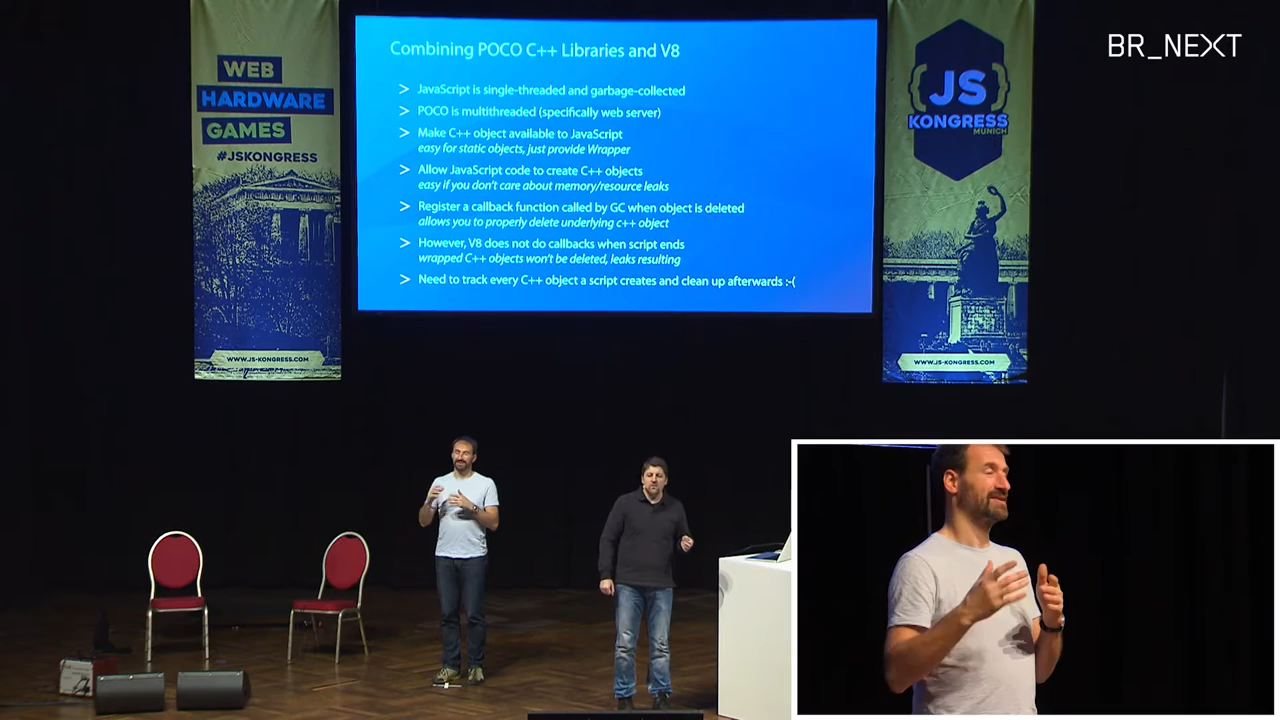 WEB
HARDWARE
GAMES
#JSKONGRESS
WWW.JS-KONGRESS.COM
Combining POCO C++ Libraries and V8
> JavaScript is single-threaded and garbage-collected
> POCO is multithreaded (specifically web server)
> Make C++ object available to JavaScript
easy for static objects, just provide Wrapper
> Allow JavaScript code to create C++ objects
easy if you don't care about memory/resource leaks
> Register a callback function called by GC when object is deleted
allows you to properly delete underlying c++ object
> However, V8 does not do callbacks when script ends
wrapped C++ objects won't be deleted, leaks resulting
> Need to track every C++ object a script creates and clean up afterwards :-(
{JS}
KONGRESS
MUNICH
WWW.JS-KONGRESS.COM
BR_NEXT